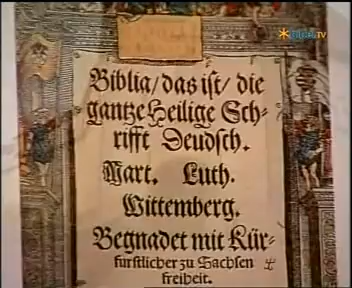 Biblia/ das ist/ die
gantze Heilige Sch-
rifft Deudsch.
Mart. Luth.
Wittemberg.
Begnadet mit Kür-
furstlicher zu Sachsen
freiheit.